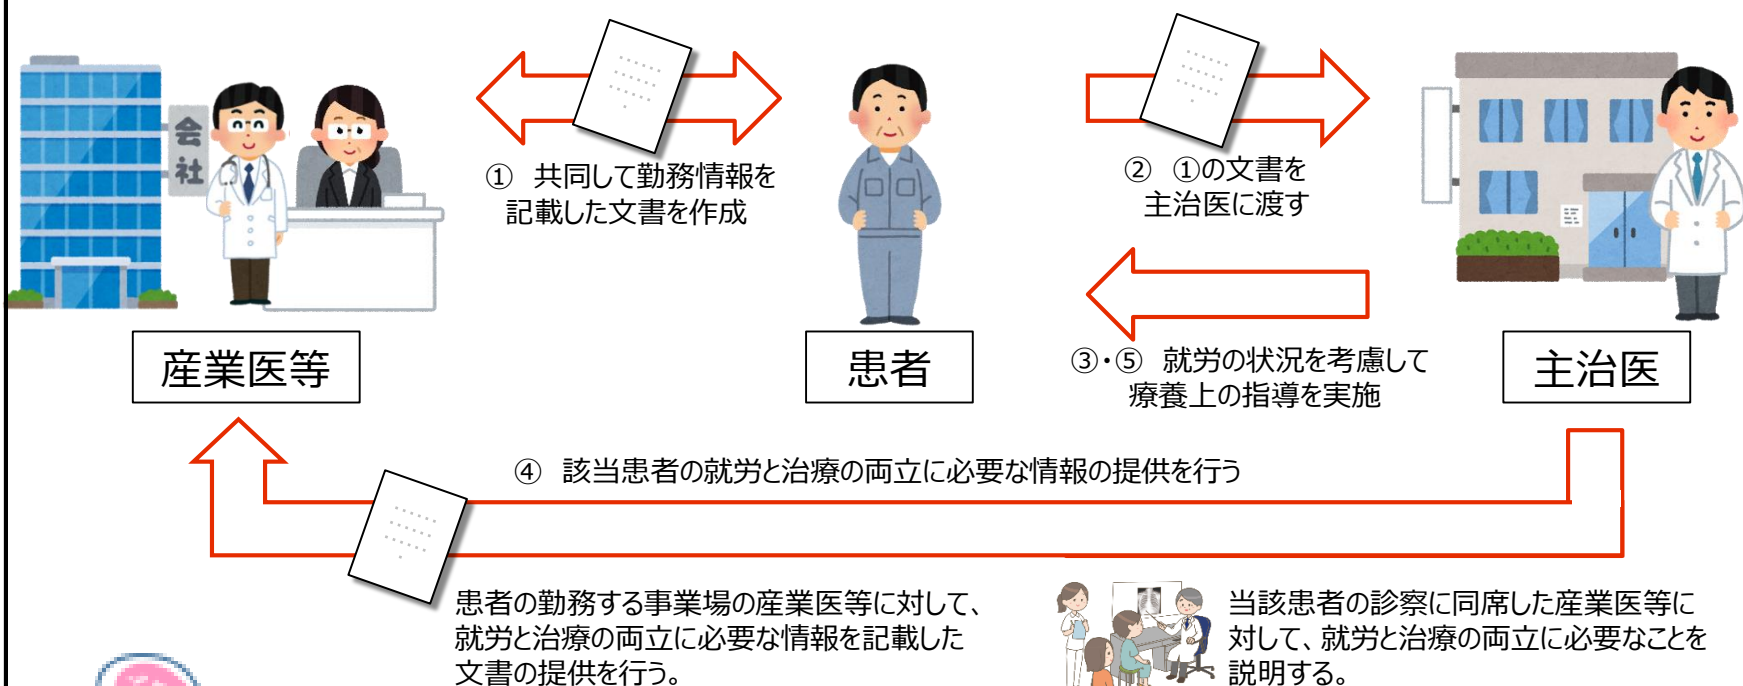 会社
① 共同して勤務情報を
記載した文書を作成
② ①の文書を
主治医に渡す
③・⑤ 就労の状況を考慮して
療養上の指導を実施
産業医等
患者
主治医
④ 該当患者の就労と治療の両立に必要な情報の提供を行う
患者の勤務する事業場の産業医等に対して、
就労と治療の両立に必要な情報を記載した
文書の提供を行う。
当該患者の診察に同席した産業医等に
対して、就労と治療の両立に必要なことを
説明する。